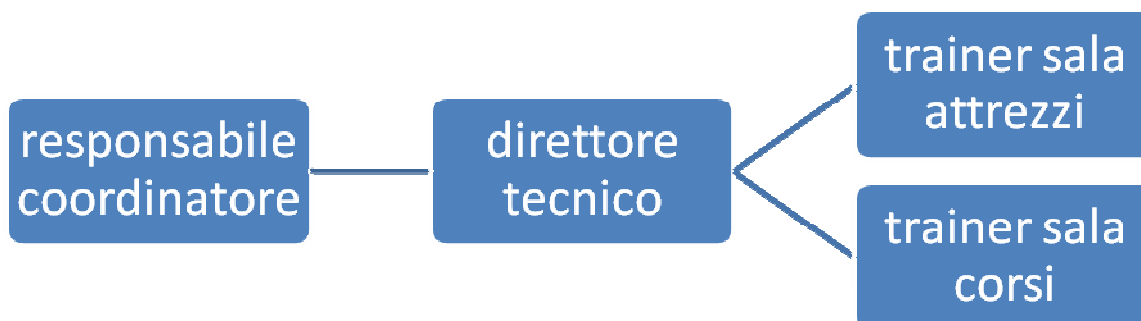 responsabile
coordinatore
direttore
tecnico
trainer sala
attrezzi
trainer sala
corsi